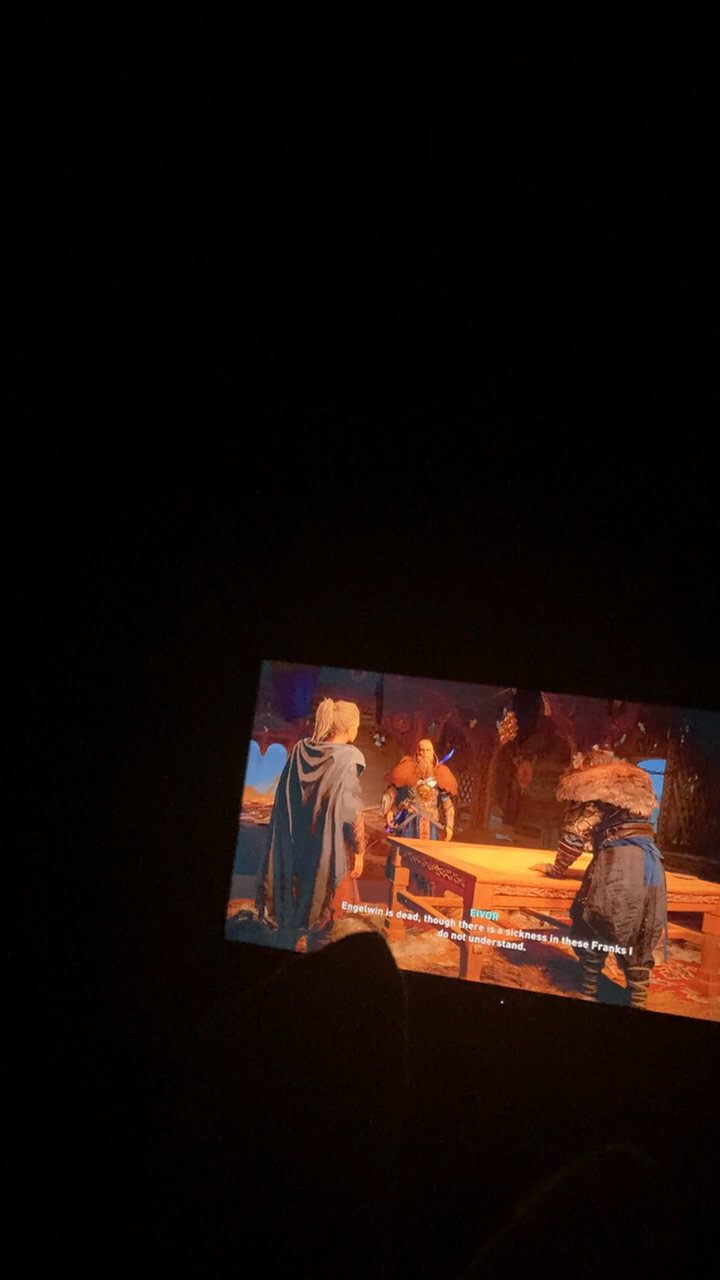 EIVOR
Engelwin is dead, though there is a sickness in these Franks I
do not understand.